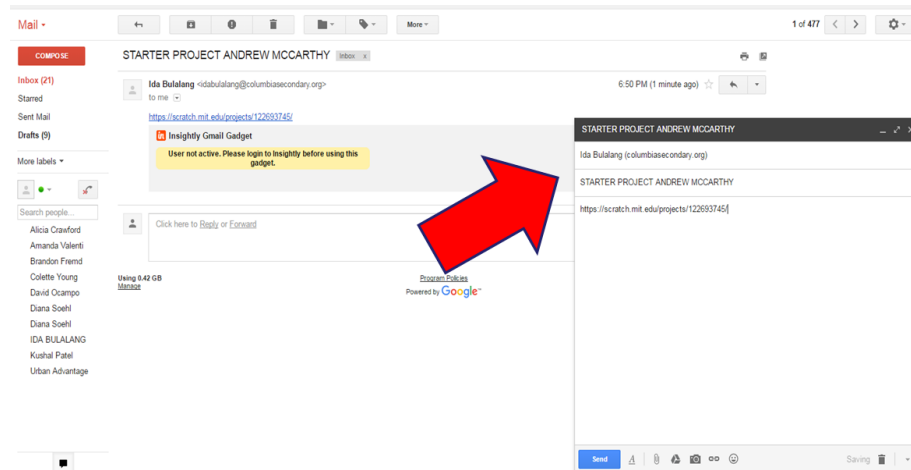 Mail
More
1 of 477
COMPOSE
STARTER PROJECT ANDREW MCCARTHY Inbox x
Inbox (21)
Starred
Sent Mail
Drafts (9)
More labels
Search people...
Alicia Crawford
Amanda Valenti
Brandon Fremd
Colette Young
David Ocampo
Diana Soehl
Diana Soehl
IDA BULALANG
Kushal Patel
Urban Advantage
Ida Bulalang <idabulalang@columbiasecondary.org>
6:50 PM (1 minute ago)
to me
https://scratch.mit.edu/projects/122693745/
Insightly Gmail Gadget
User not active. Please login to Insightly before using this
gadget.
Click here to Reply or Forward
Using 0.42 GB
Manage
Program Policies
Powered by Google™
STARTER PROJECT ANDREW MCCARTHY
Ida Bulalang (columbiasecondary.org)
STARTER PROJECT ANDREW MCCARTHY
https://scratch.mit.edu/projects/122693745/
Send
Saving